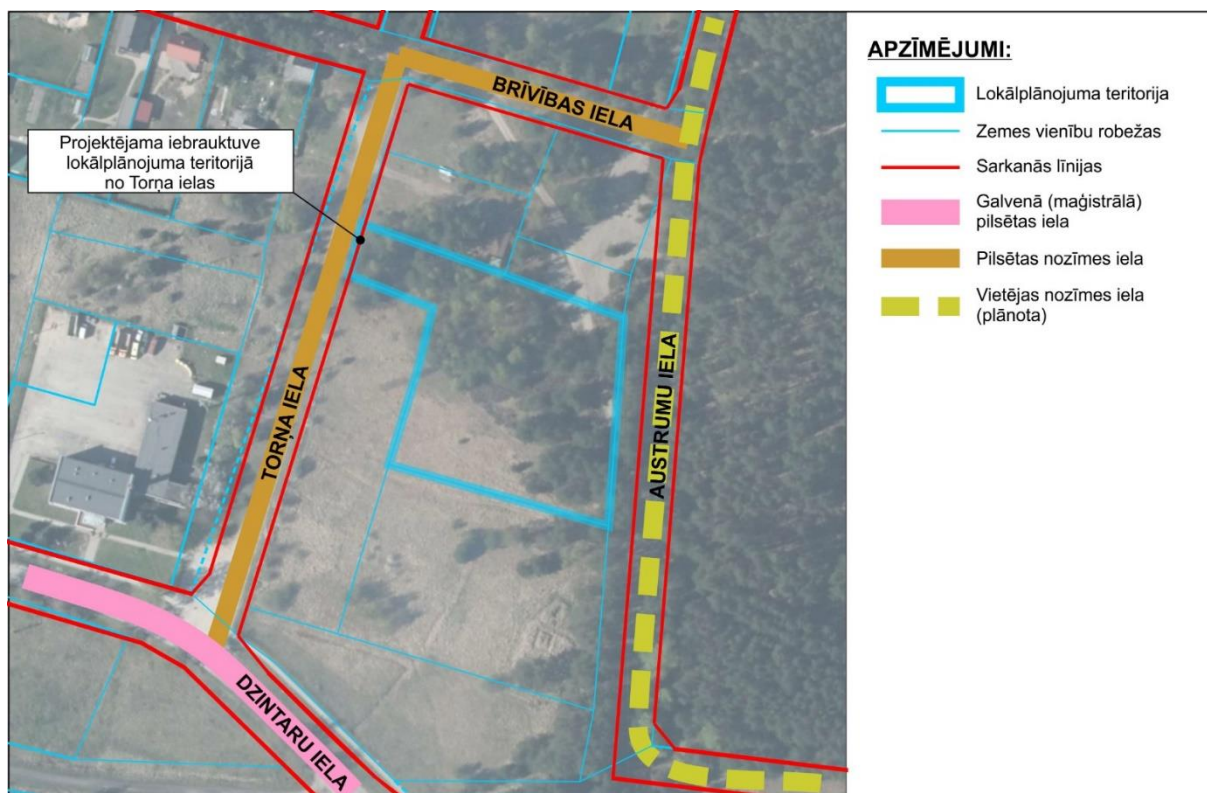 BRĪVĪBAS IELA
Projektējama iebrauktuve
lokālplānojuma teritorijā
no Torņa ielas
TORŅA IELA
AUSTRUMU IELA
DZINTARU IELA
APZĪMĒJUMI:
Lokālplānojuma teritorija
Zemes vienību robežas
Sarkanās līnijas
Galvenā (maģistrālā)
pilsētas iela
Pilsētas nozīmes iela
Vietējas nozīmes iela
(plānota)